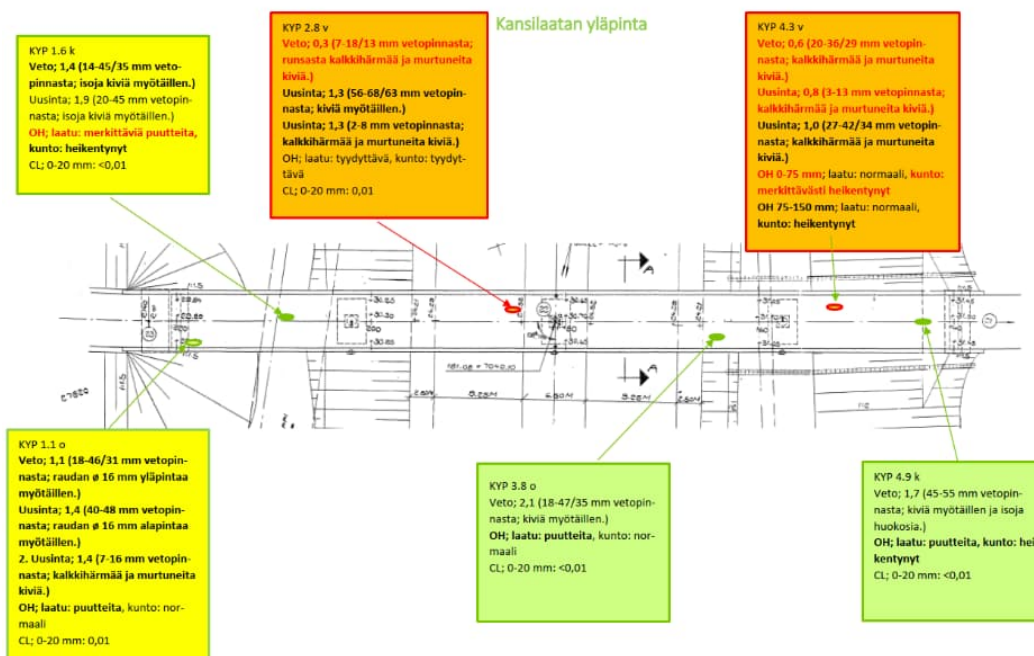 Kansilaatan yläpinta
KYP 1.6 k
Veto; 1,4 (14-45/35 mm veto-
pinnasta; isoja kiviä myötäillen.)
Uusinta; 1,9 (20-45 mm vetopin-
nasta; isoja kiviä myötäillen.)
OH; laatu: merkittäviä puutteita,
kunto: heikentynyt
CL; 0-20 mm: <0,01
KYP 2.8 v
Veto; 0,3 (7-18/13 mm vetopinnasta;
runsasta kalkkihärmää ja murtuneita
kiviä.)
Uusinta; 1,3 (56-68/63 mm vetopin-
nasta; kiviä myötäillen.)
Uusinta; 1,3 (2-8 mm vetopinnasta;
kalkkihärmää ja murtuneita kiviä.)
OH; laatu: tyydyttävä, kunto: tyydyt-
tävä
CL; 0-20 mm: 0,01
KYP 4.3 v
Veto; 0,6 (20-36/29 mm vetopin-
nasta; kalkkihärmää ja murtuneita
kiviä.)
Uusinta; 0,8 (3-13 mm vetopinnasta;
kalkkihärmää ja murtuneita kiviä.)
Uusinta; 1,0 (27-42/34 mm vetopin-
nasta; kalkkihärmää ja murtuneita
kiviä.)
OH 0-75 mm; laatu: normaali, kunto:
merkittävästi heikentynyt
OH 75-150 mm; laatu: normaali,
kunto: heikentynyt
A
A
KYP 1.1 o
Veto; 1,1 (18-46/31 mm vetopin-
nasta; raudan ø 16 mm yläpintaa
myötäillen.)
Uusinta; 1,4 (40-48 mm vetopin-
nasta; raudan ø 16 mm alapintaa
myötäillen.)
2. Uusinta; 1,4 (7-16 mm vetopin-
nasta; kalkkihärmää ja murtuneita
kiviä.)
OH; laatu: puutteita, kunto: nor-
maali
CL; 0-20 mm: 0,01
KYP 3.8 o
Veto; 2,1 (18-47/35 mm vetopin-
nasta; kiviä myötäillen.)
OH; laatu: puutteita, kunto: nor-
maali
CL; 0-20 mm: <0,01
KYP 4.9 k
Veto; 1,7 (45-55 mm vetopin-
nasta; kiviä myötäillen ja isoja
huokosia.)
OH; laatu: puutteita, kunto: hei-
kentynyt
CL; 0-20 mm: <0,01